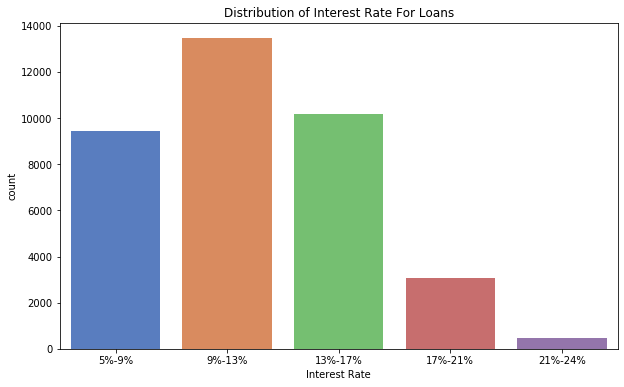 Distribution of Interest Rate For Loans
14000
12000
10000
8000
6000
4000
2000
0
count
5%-9% 9%-13% 13%-17% 17%-21% 21%-24%
Interest Rate